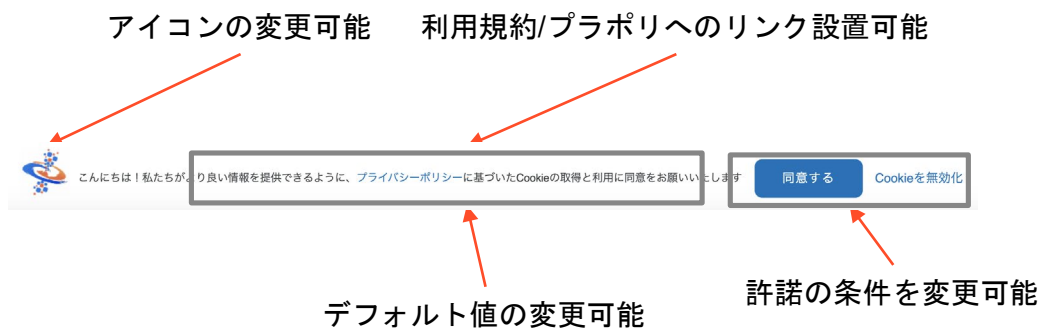 アイコンの変更可能
利用規約/プラポリへのリンク設置可能
こんにちは！私たちがより良い情報を提供できるように、プライバシーポリシーに基づいたCookieの取得と利用に同意をお願いいたします
同意する
Cookieを無効化
デフォルト値の変更可能
許諾の条件を変更可能